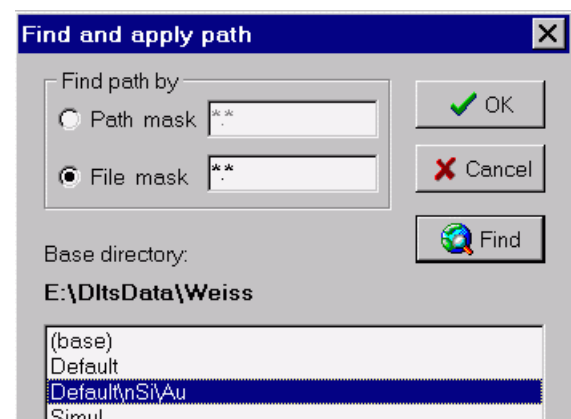 Find and apply path
Find path by
Path mask *.*
OK
File mask *.*
Cancel
Find
Base directory:
E:\DltsData\Weiss
(base)
Default
Default\nSi\Au
Simul